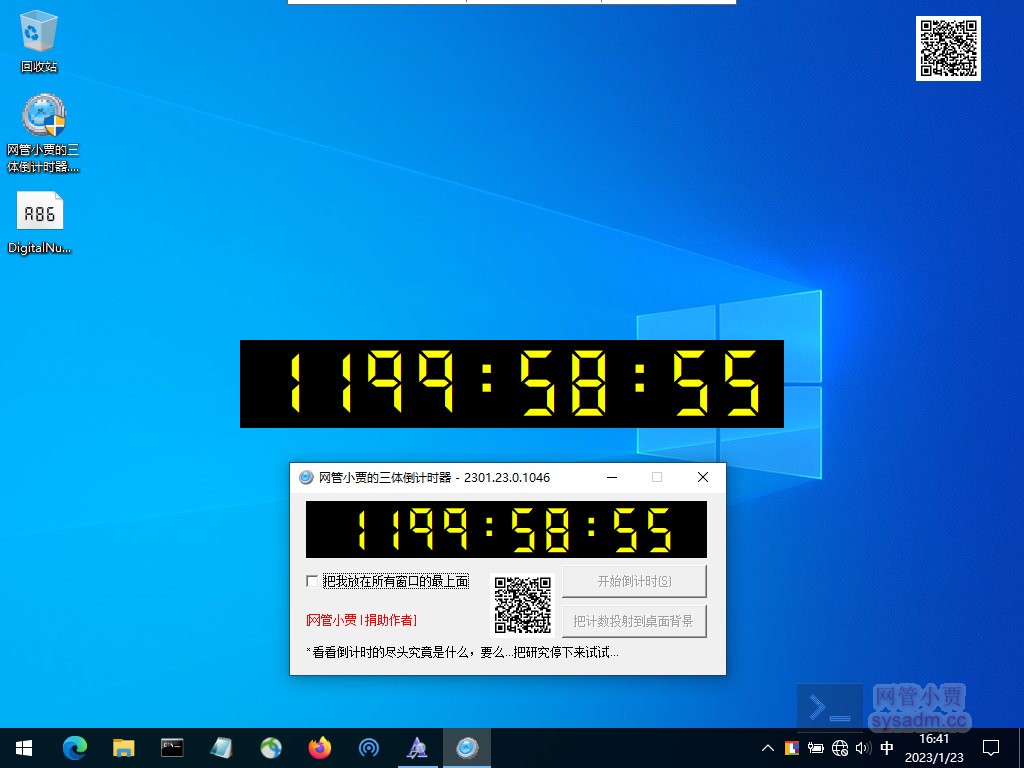 回收站
网管小贾的三
体倒计时器....
A86
DigitalNu...
1199:58:55
网管小贾的三体倒计时器 - 2301.23.0.1046
1199:58:55
把我放在所有窗口的最上面
开始倒计时(S)
[网管小贾 | 捐助作者]
把计数投射到桌面背景
*看看倒计时的尽头究竟是什么，要么...把研究停下来试试...
网管小贾
sysadm.cc
中
16:41
2023/1/23